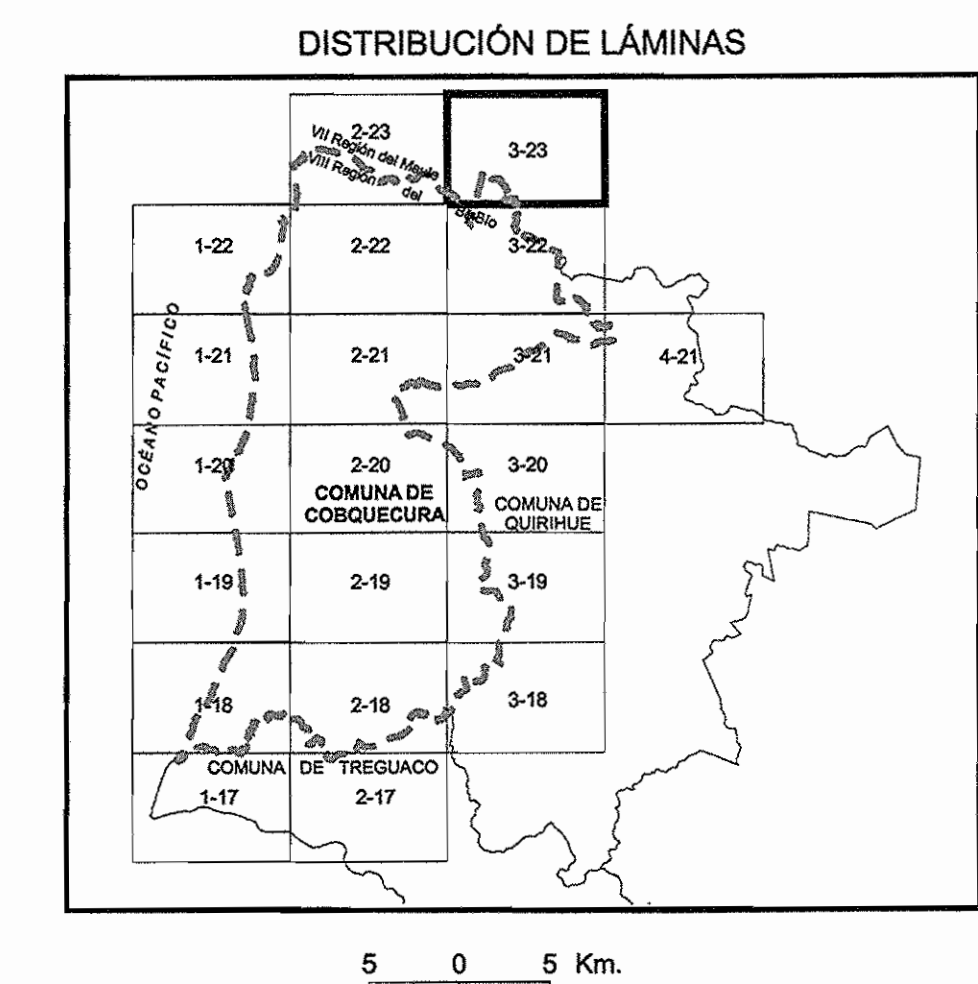 DISTRIBUCIÓN DE LÁMINAS
2-23
3-23
VII Región del Maule
VIII Región del BíoBío
1-22
2-22
3-22
OCÉANO PACÍFICO
1-21
2-21
3-21
4-21
1-20
2-20
3-20
COMUNA DE
COBQUECURA
COMUNA DE
QUIRIHUE
1-19
2-19
3-19
1-18
2-18
3-18
COMUNA DE TREGUACO
1-17
2-17
5 0 5 Km.